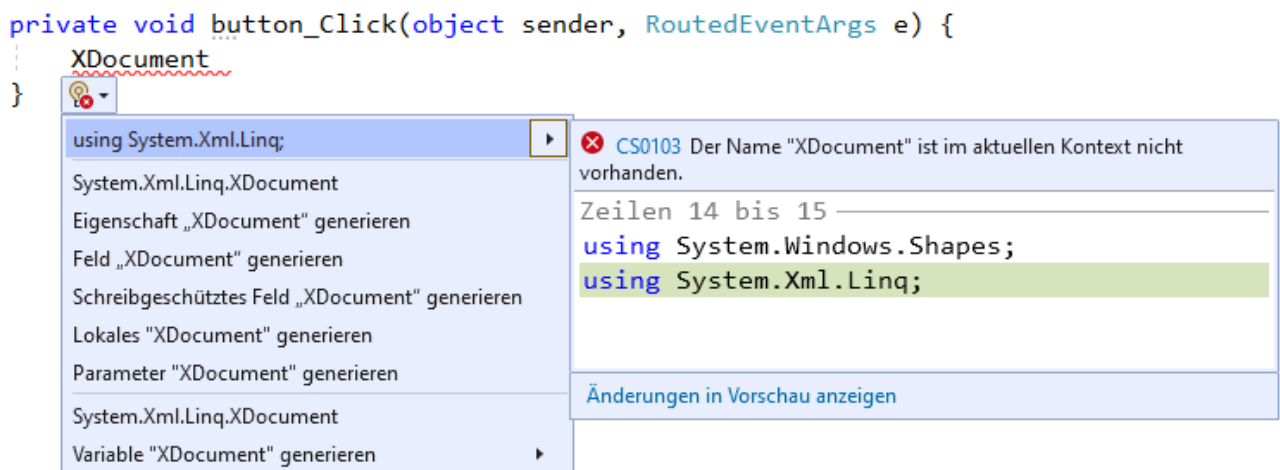 private void button_Click(object sender, RoutedEventArgs e) {
XDocument
}
using System.Xml.Linq;
System.Xml.Linq.XDocument
Eigenschaft „XDocument“ generieren
Feld „XDocument“ generieren
Schreibgeschütztes Feld „XDocument“ generieren
Lokales "XDocument" generieren
Parameter "XDocument" generieren
System.Xml.Linq.XDocument
Variable "XDocument" generieren
CS0103 Der Name "XDocument" ist im aktuellen Kontext nicht
vorhanden.
Zeilen 14 bis 15
using System.Windows.Shapes;
using System.Xml.Linq;
Änderungen in Vorschau anzeigen